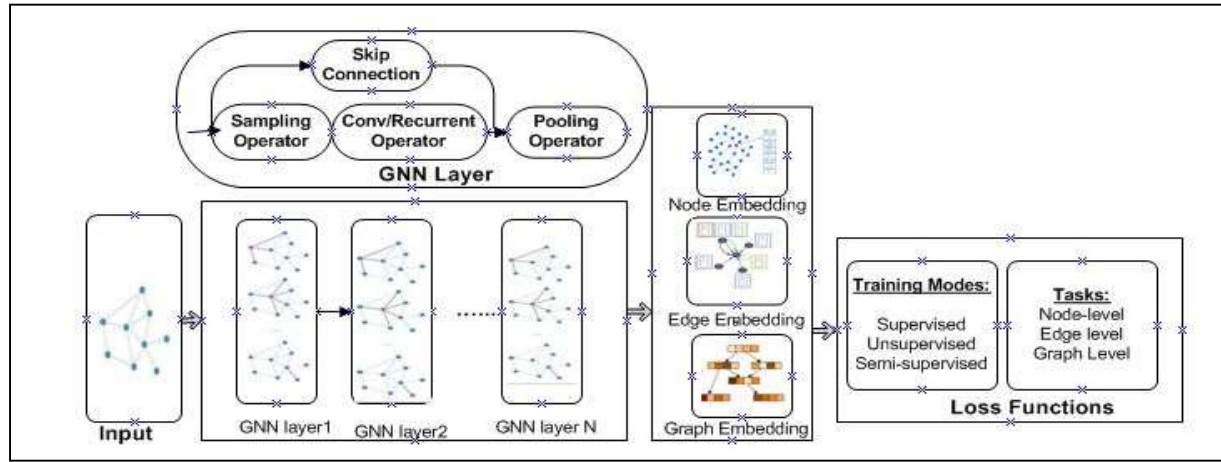 Skip
Connection
Sampling
Operator
Conv/Recurrent
Operator
Pooling
Operator
GNN Layer
Input
GNN layer1
GNN layer2
GNN layer N
Node Embedding
Edge Embedding
Graph Embedding
Training Modes:
Supervised
Unsupervised
Semi-supervised
Tasks:
Node-level
Edge level
Graph Level
Loss Functions